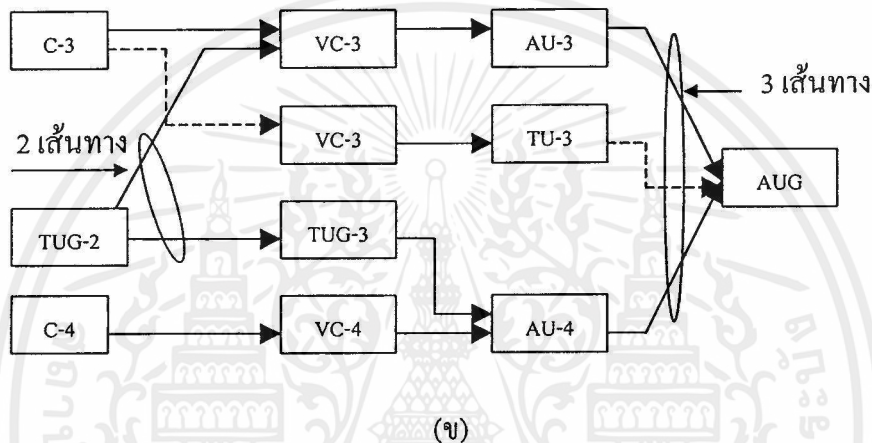 C-3
VC-3
AU-3
3 เส้นทาง
VC-3
TU-3
2 เส้นทาง
AUG
TUG-2
TUG-3
C-4
VC-4
AU-4
(ข)